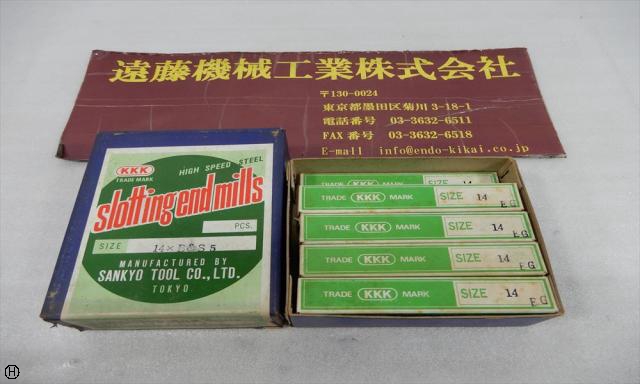 遠藤機械工業株式会社
〒130-0024
東京都墨田区菊川3-18-1
電話番号 03-3632-6511
FAX番号 03-3632-6518
E-mail info@endo-kikai.co.jp
KKK
TRADE MARK
HIGH SPEED STEEL
slotting end mills
PCS.
SIZE 14×
MANUFACTURED BY
SANKYO TOOL CO., LTD.
TOKYO
TRADE KKK MARK SIZE 14
TRADE KKK MARK SIZE 14 EG
TRADE KKK MARK SIZE 14 EG
TRADE KKK MARK SIZE 14 EG
TRADE KKK MARK SIZE 14 EG
H